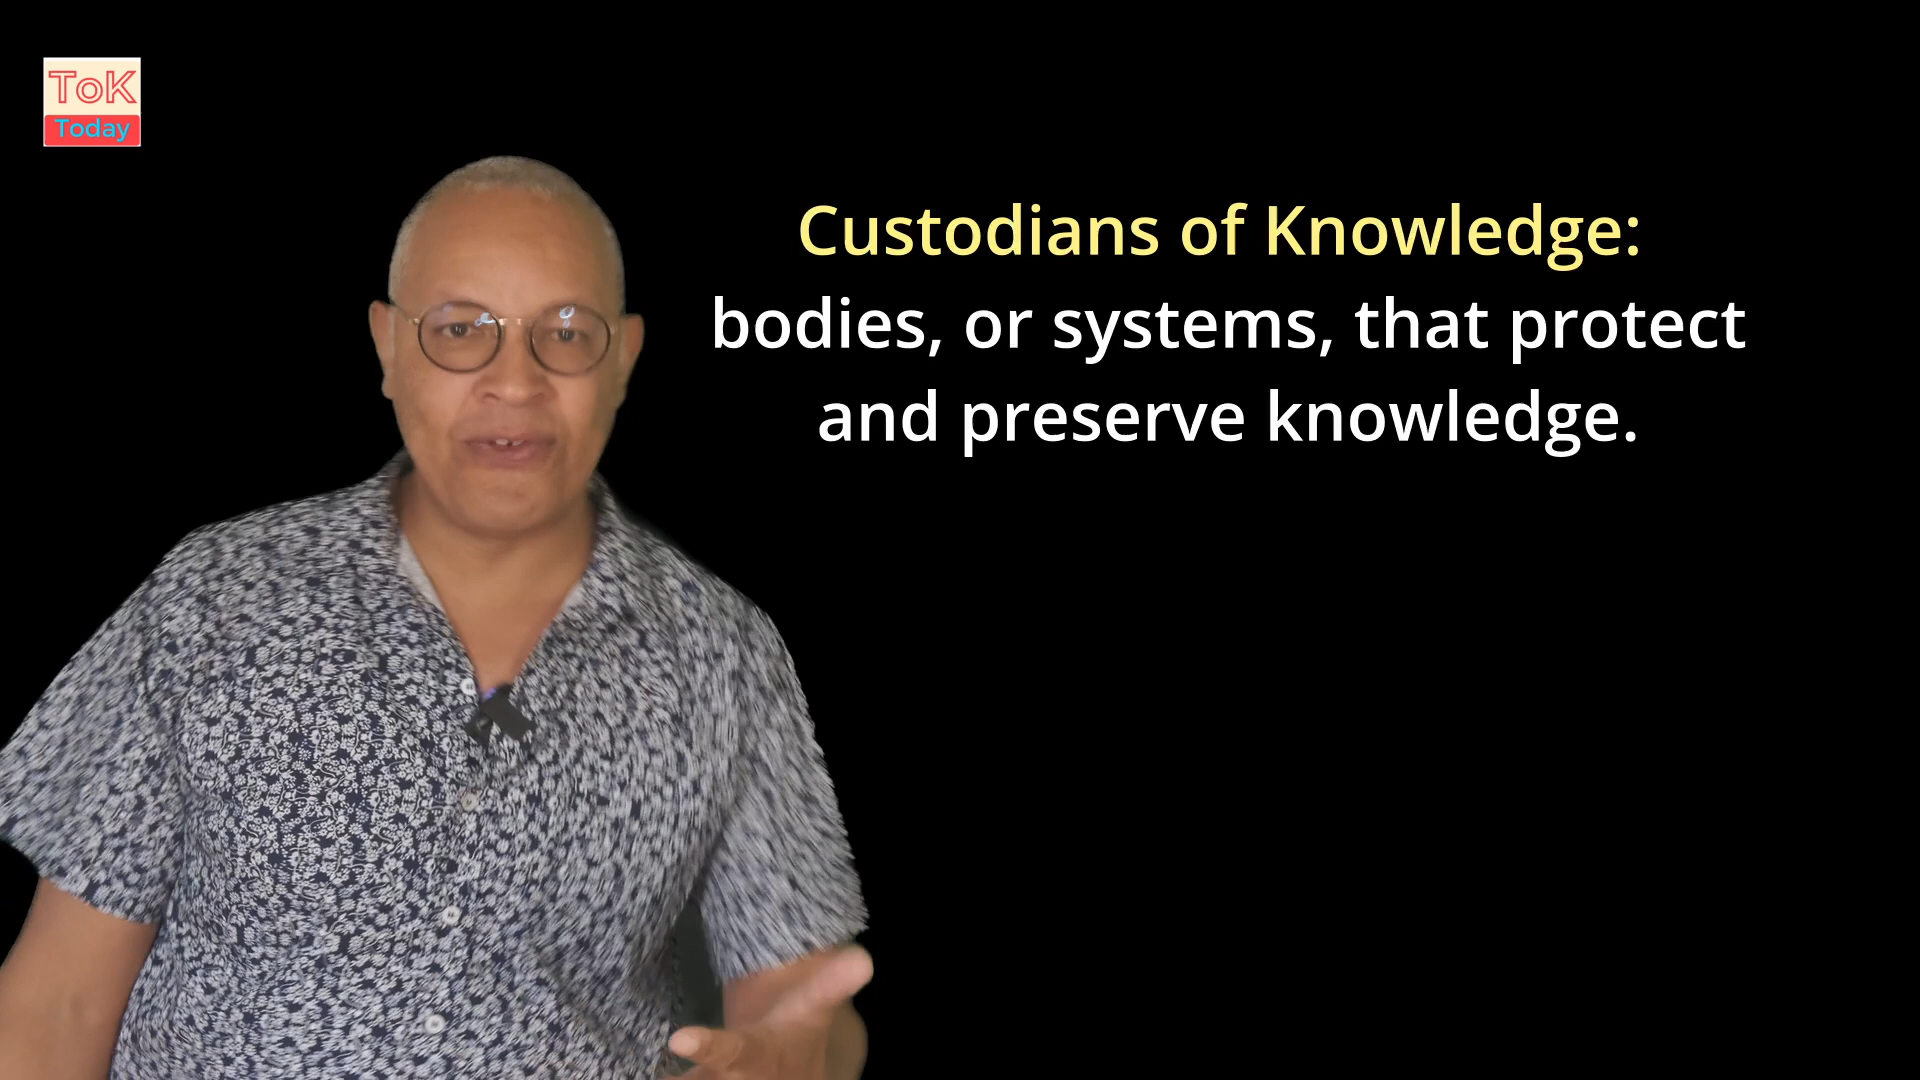 ToK
Today
Custodians of Knowledge:
bodies, or systems, that protect
and preserve knowledge.